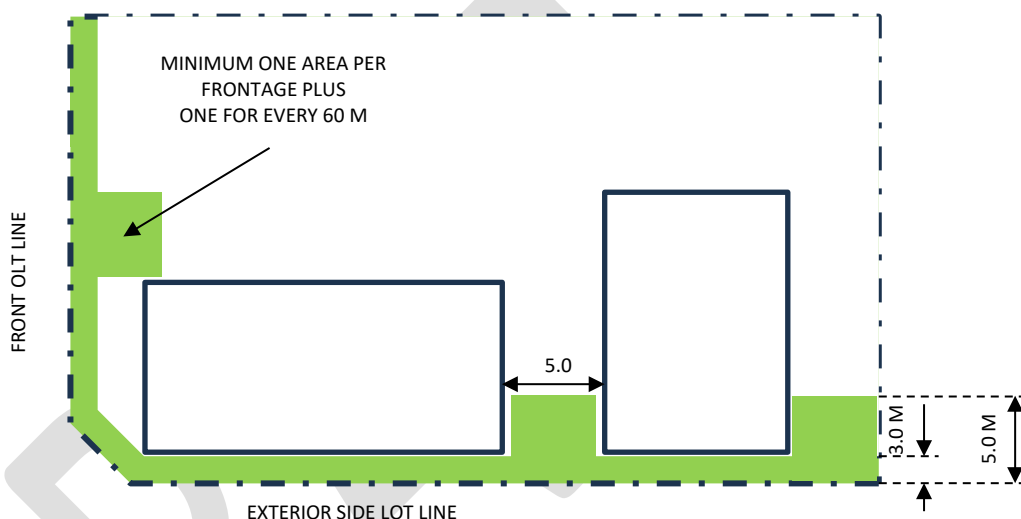 MINIMUM ONE AREA PER
FRONTAGE PLUS
ONE FOR EVERY 60 M
FRONT OLT LINE
5.0
3.0 M
5.0 M
EXTERIOR SIDE LOT LINE